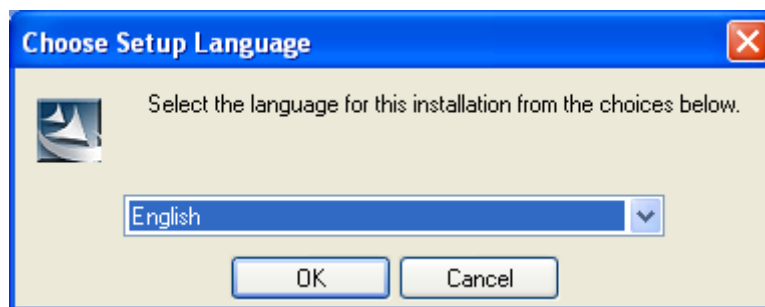 Choose Setup Language
Select the language for this installation from the choices below.
English
OK Cancel